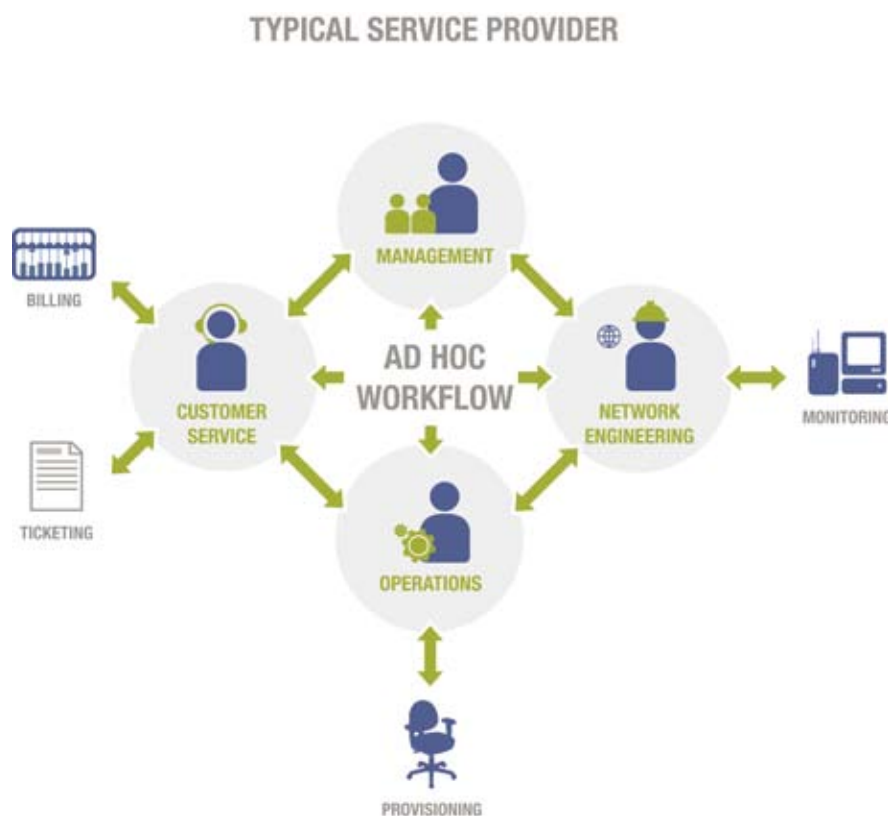 TYPICAL SERVICE PROVIDER
MANAGEMENT
BILLING
AD HOC
WORKFLOW
CUSTOMER
SERVICE
NETWORK
ENGINEERING
MONITORING
TICKETING
OPERATIONS
PROVISIONING